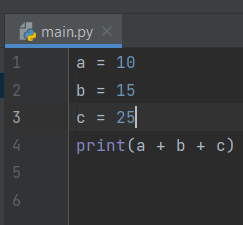 main.py
1 a = 10
2 b = 15
3 c = 25
4 print(a + b + c)
5
6